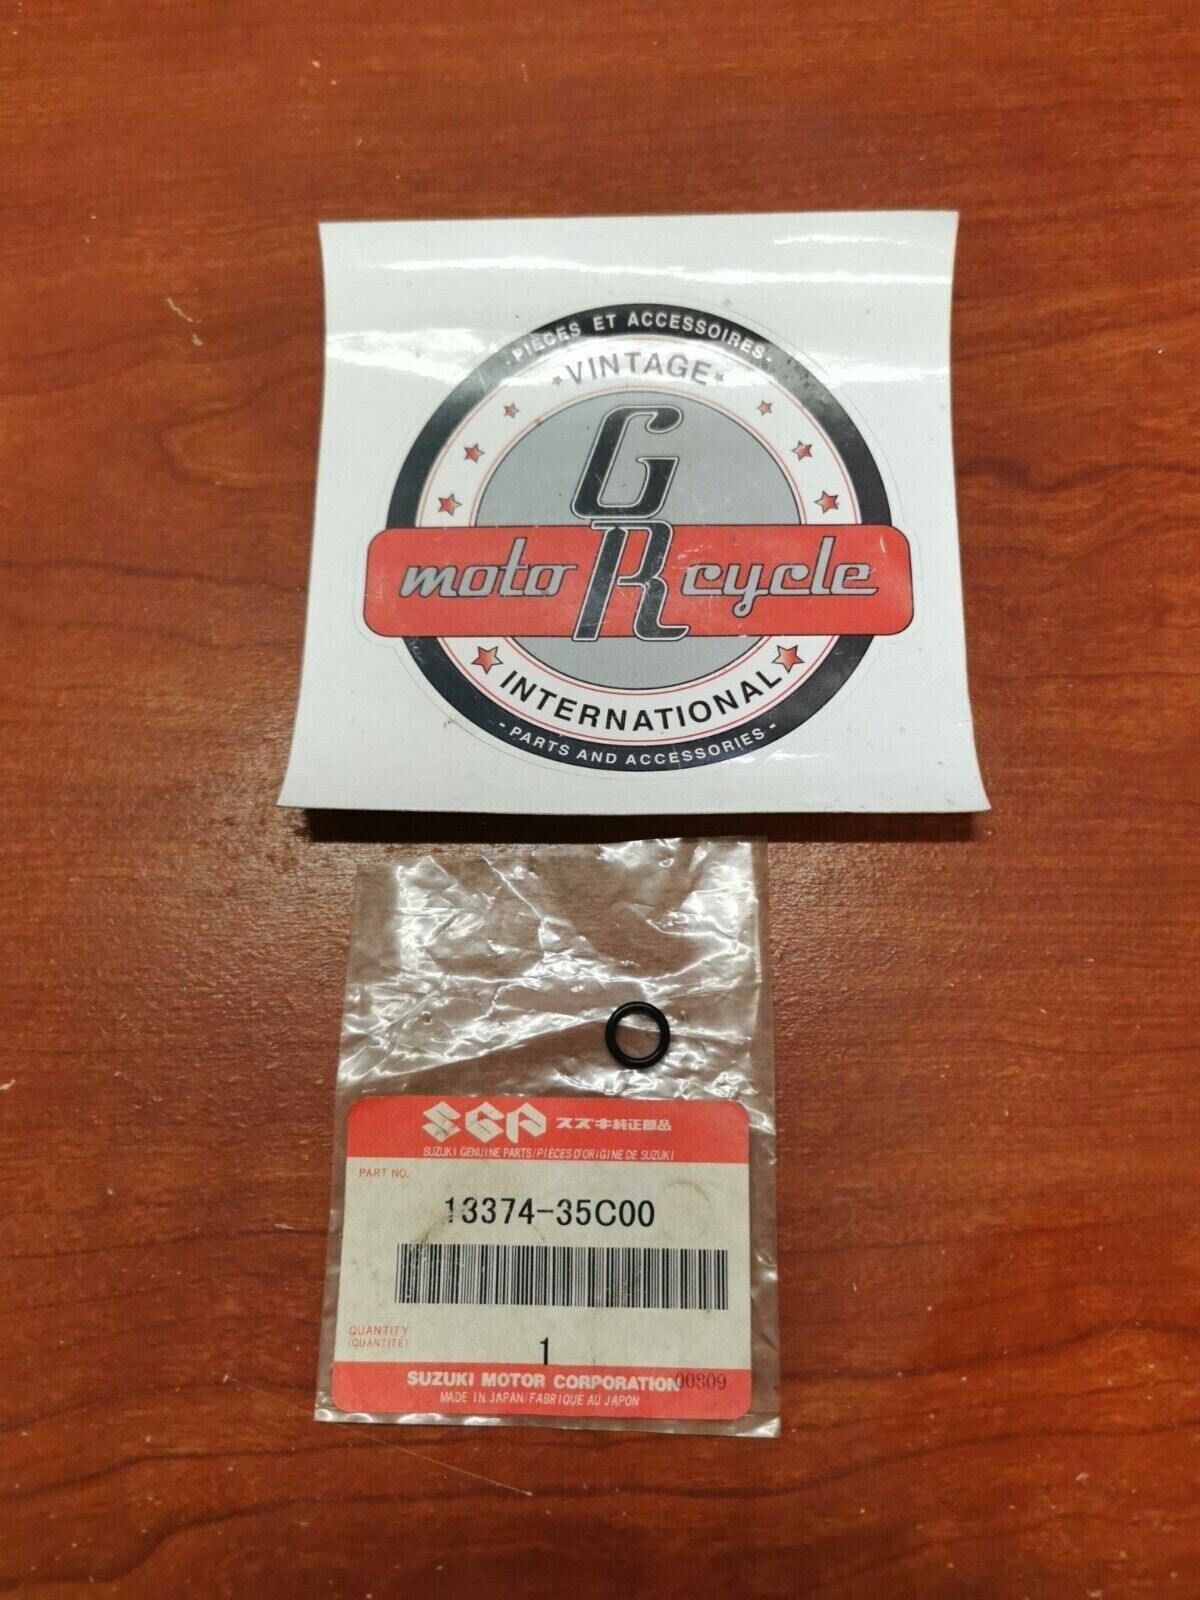 - PIÈCES ET ACCESSOIRES -
VINTAGE
G
moto R cycle
INTERNATIONAL
- PARTS AND ACCESSORIES -
SGP スズキ純正部品
SUZUKI GENUINE PARTS/PIECES D'ORIGINE DE SUZUKI
PART NO.
13374-35C00
QUANTITY
(QUANTITÉ)
1
SUZUKI MOTOR CORPORATION 00809
MADE IN JAPAN/FABRIQUE AU JAPON